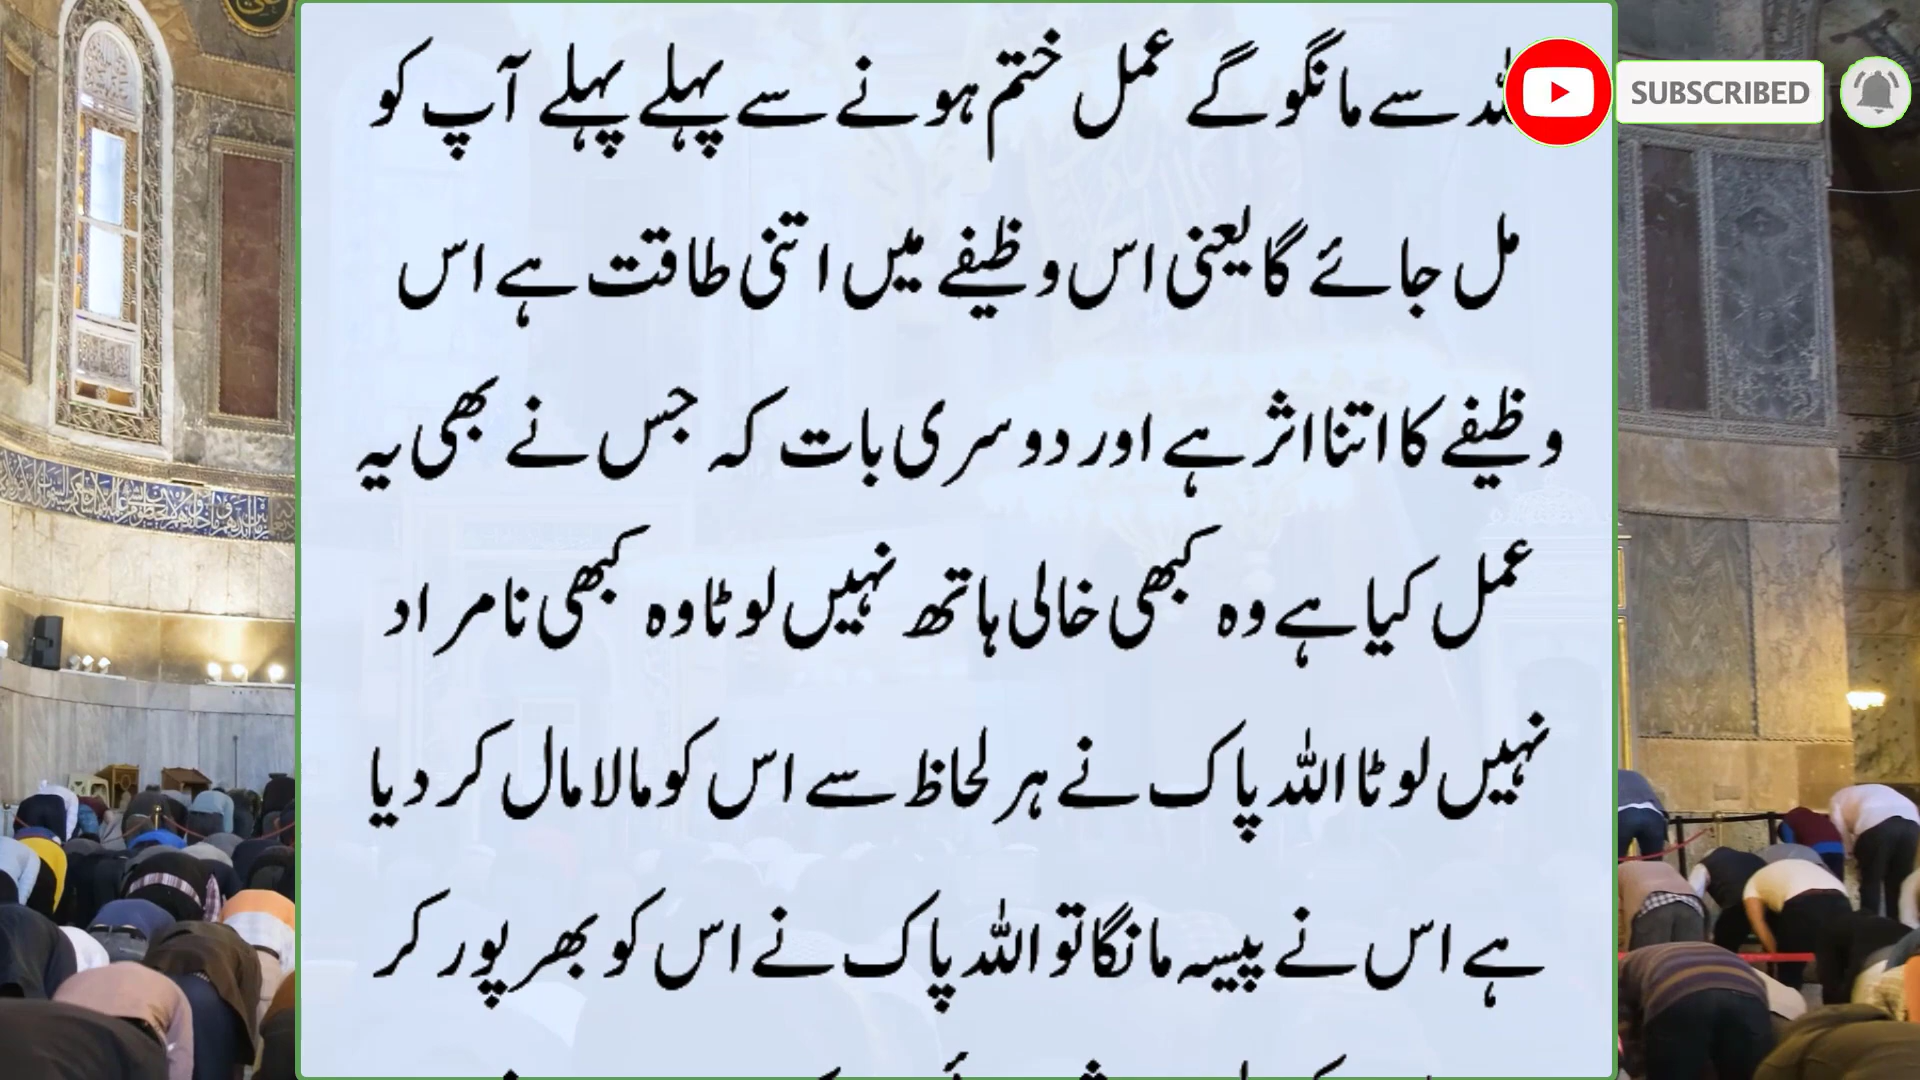 سے مانگو گے عمل ختم ہونے سے پہلے پہلے آپ کو
SUBSCRIBED
مل جائے گا یعنی اس وظیفے میں اتنی طاقت ہے اس
وظیفے کا اتنا اثر ہے اور دوسری بات کہ جس نے بھی یہ
عمل کیا ہے وہ کبھی خالی ہاتھ نہیں لوٹا وہ کبھی نامراد
نہیں لوٹا اللہ پاک نے ہر لحاظ سے اس کو مالا مال کر دیا
ہے اس نے پیسہ مانگا تو اللہ پاک نے اس کو بھرپور کر